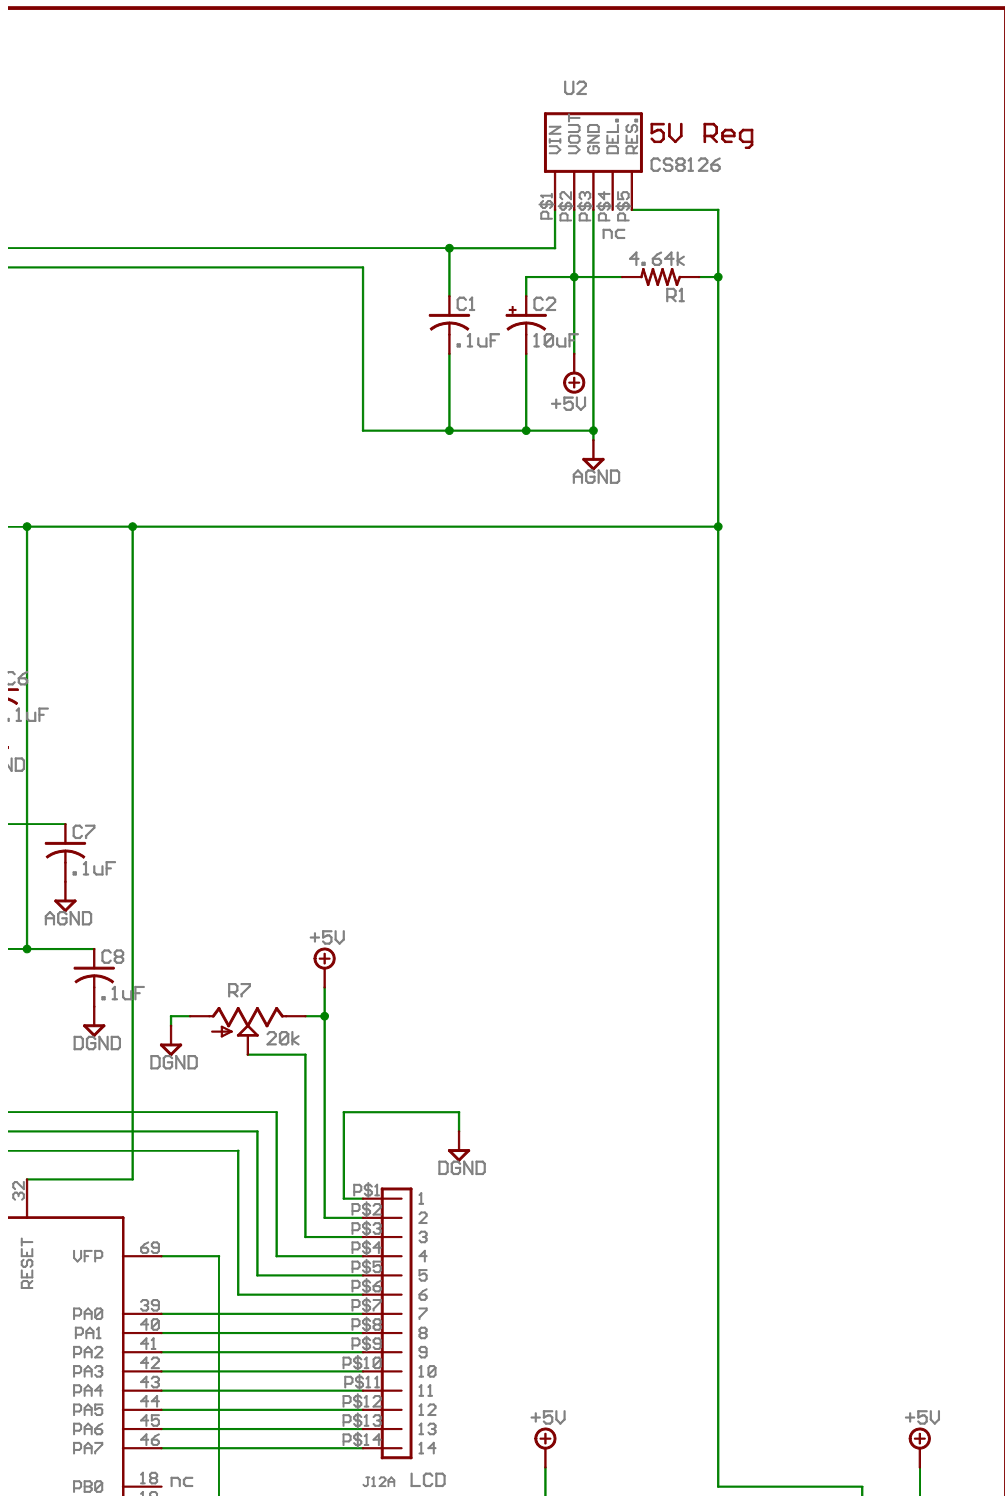 U2
VIN
VOUT
GND
DEL.
RES.
5V Reg
CS8126
P$1
P$2
P$3
P$4
P$5
nc
4.64k
R1
C1
.1uF
C2
10uF
+5V
AGND
C6
.1uF
ND
C7
.1uF
AGND
C8
.1uF
DGND
+5V
R7
20k
DGND
DGND
32
RESET
VFP 69
PA0 39
PA1 40
PA2 41
PA3 42
PA4 43
PA5 44
PA6 45
PA7 46
PB0 18 nc
P$1 1
P$2 2
P$3 3
P$4 4
P$5 5
P$6 6
P$7 7
P$8 8
P$9 9
P$10 10
P$11 11
P$12 12
P$13 13
P$14 14
J12A LCD
+5V
+5V